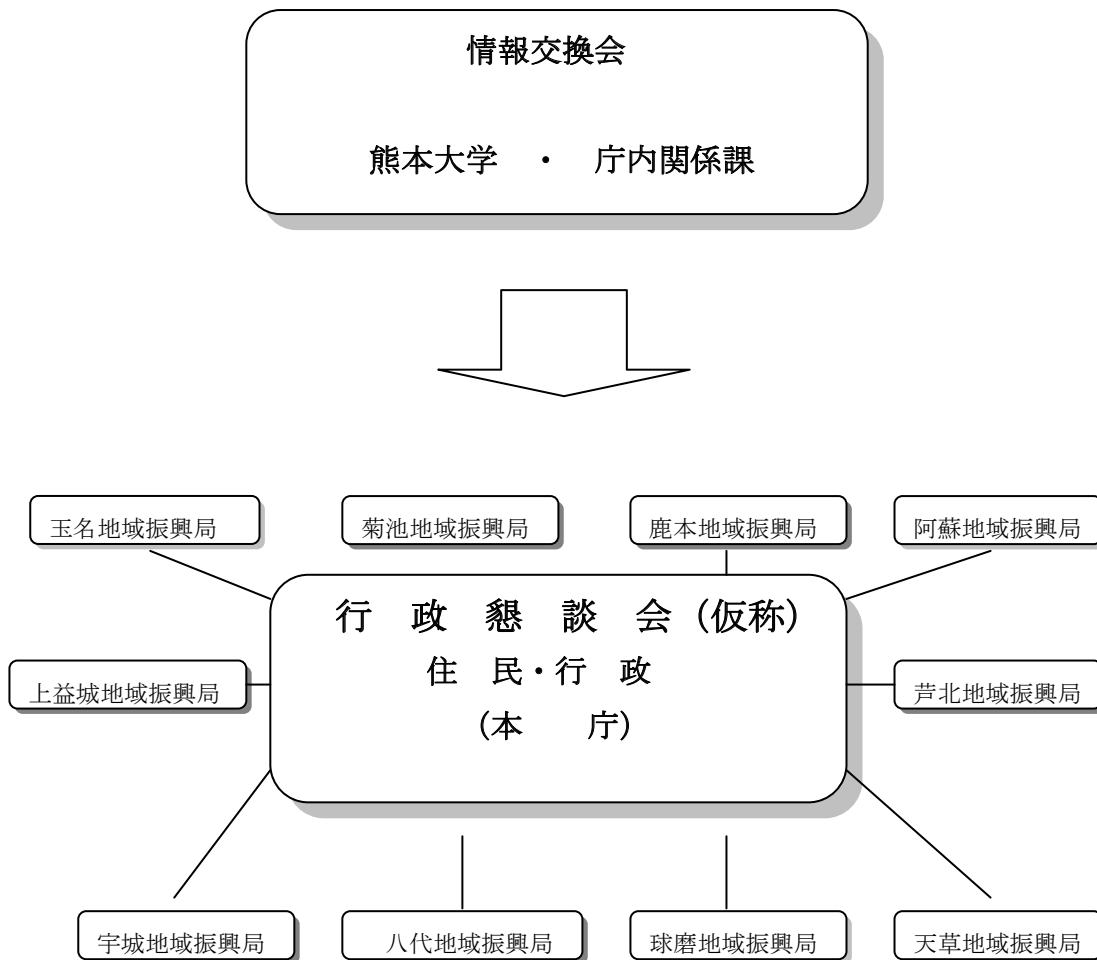 情報交換会
熊本大学　・　庁内関係課
玉名地域振興局
菊池地域振興局
鹿本地域振興局
阿蘇地域振興局
行　政　懇　談　会（仮称）
住　民・行　政
（本　　庁）
上益城地域振興局
芦北地域振興局
宇城地域振興局
八代地域振興局
球磨地域振興局
天草地域振興局